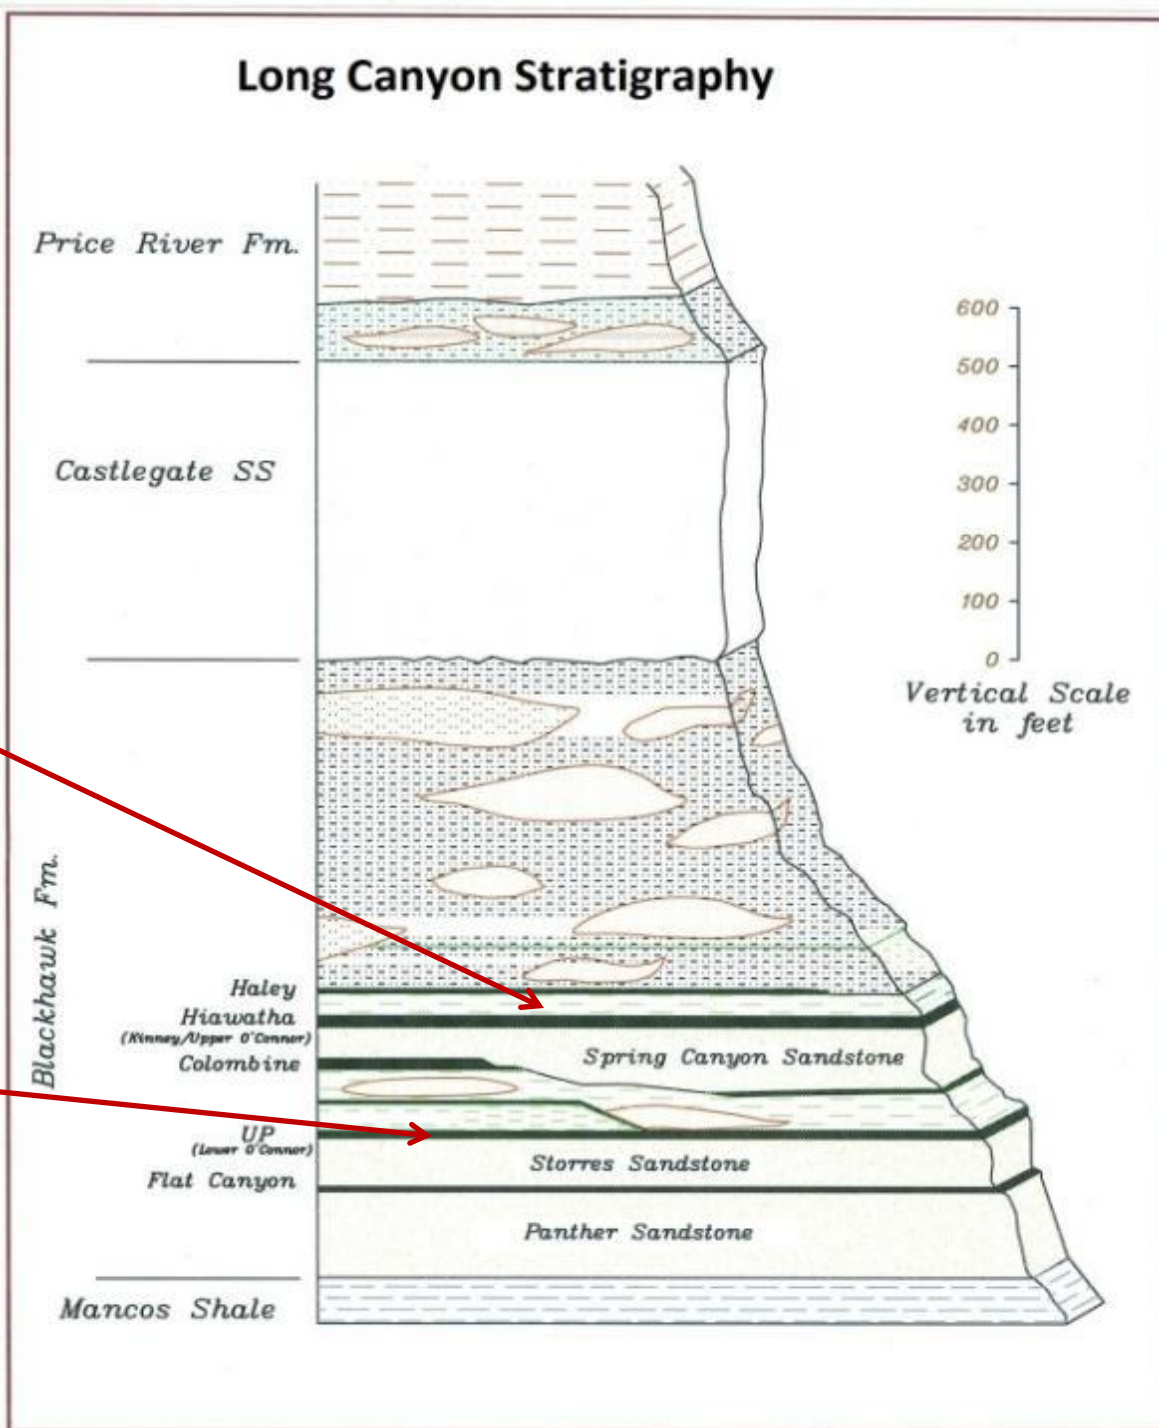 Long Canyon Stratigraphy
Price River Fm.
Castlegate SS
600
500
400
300
200
100
0
Vertical Scale
in feet
Blackhawk Fm.
Haley
Hiawatha
(Kinney/Upper O'Connor)
Colombine
Spring Canyon Sandstone
UP
(Lower O'Connor)
Storres Sandstone
Flat Canyon
Panther Sandstone
Mancos Shale